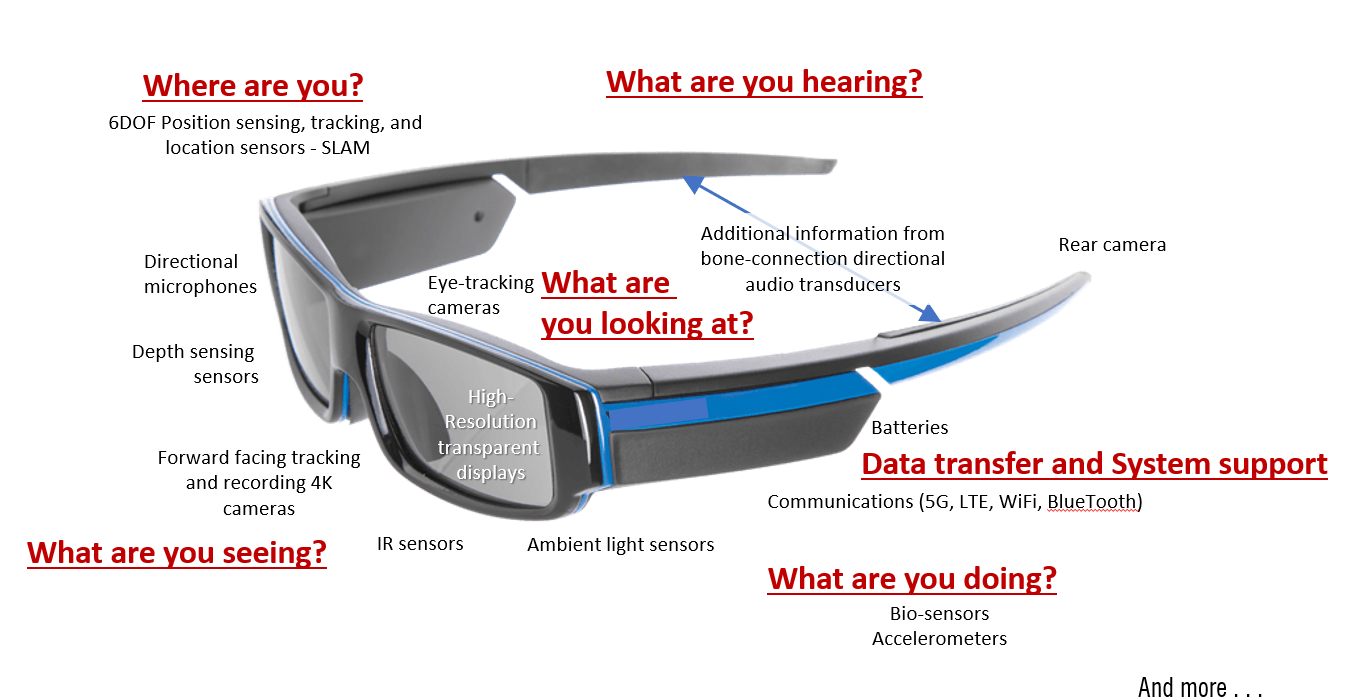 Where are you?
6DOF Position sensing, tracking, and
location sensors - SLAM
What are you hearing?
Additional information from
bone-connection directional
audio transducers
Rear camera
Directional
microphones
Eye-tracking
cameras
What are
you looking at?
Depth sensing
sensors
High-
Resolution
transparent
displays
Batteries
Data transfer and System support
Communications (5G, LTE, WiFi, BlueTooth)
Forward facing tracking
and recording 4K
cameras
What are you seeing?
IR sensors
Ambient light sensors
What are you doing?
Bio-sensors
Accelerometers
And more . . .